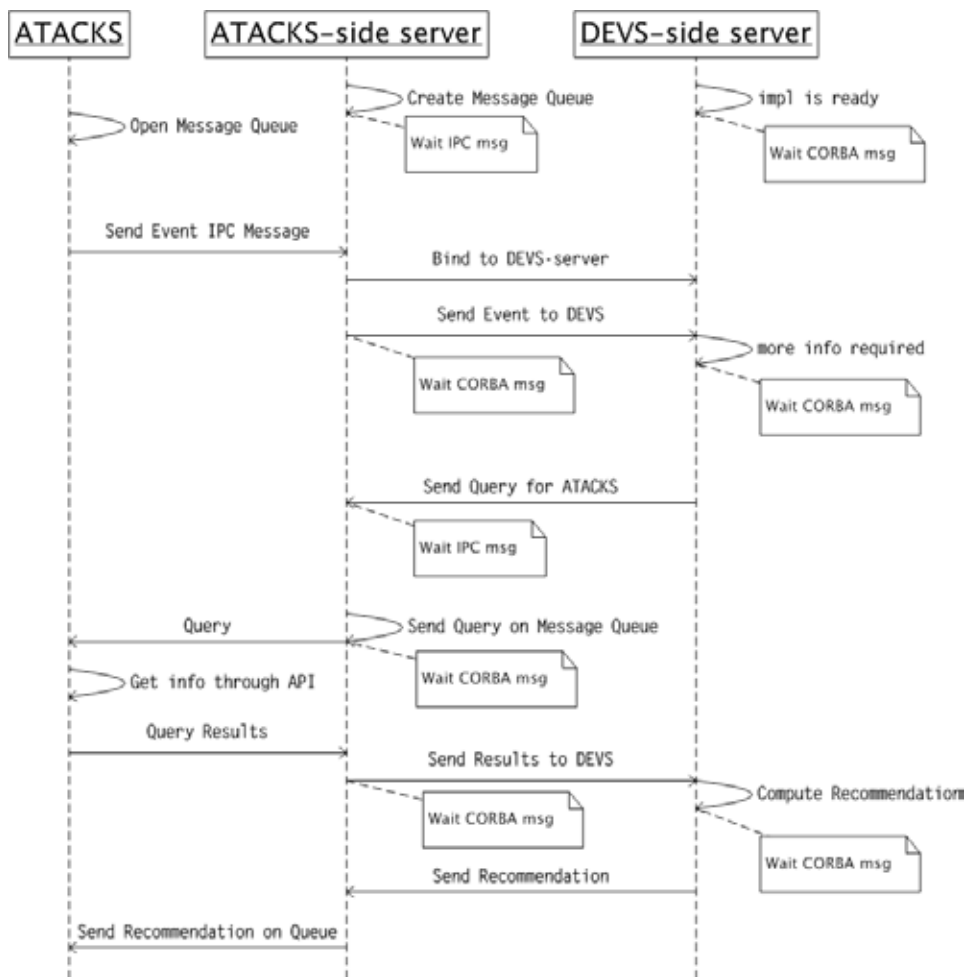 ATACKS
ATACKS-side server
DEVS-side server
Create Message Queue
impl is ready
Open Message Queue
Wait IPC msg
Wait CORBA msg
Send Event IPC Message
Bind to DEVS-server
Send Event to DEVS
more info required
Wait CORBA msg
Wait CORBA msg
Send Query for ATACKS
Wait IPC msg
Query
Send Query on Message Queue
Wait CORBA msg
Get info through API
Query Results
Send Results to DEVS
Compute Recommendation
Wait CORBA msg
Wait CORBA msg
Send Recommendation
Send Recommendation on Queue